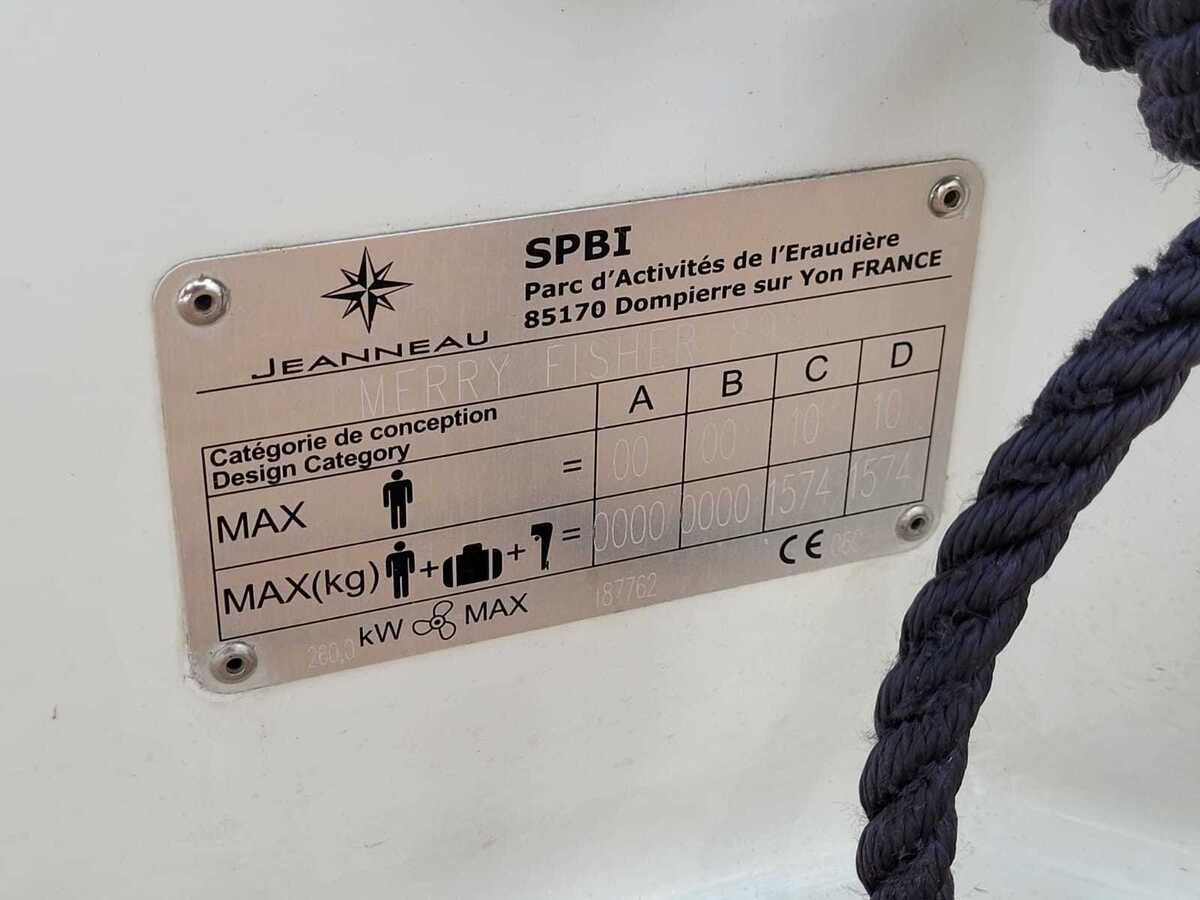 JEANNEAU
SPBI
Parc d'Activités de l'Eraudière
85170 Dompierre sur Yon FRANCE
MERRY FISHER
Catégorie de conception
Design Category
A B C D
MAX = 00 00 10 10
MAX(kg) + + = 0000 0000 1574 1574
260,0 kW MAX 187762 CE